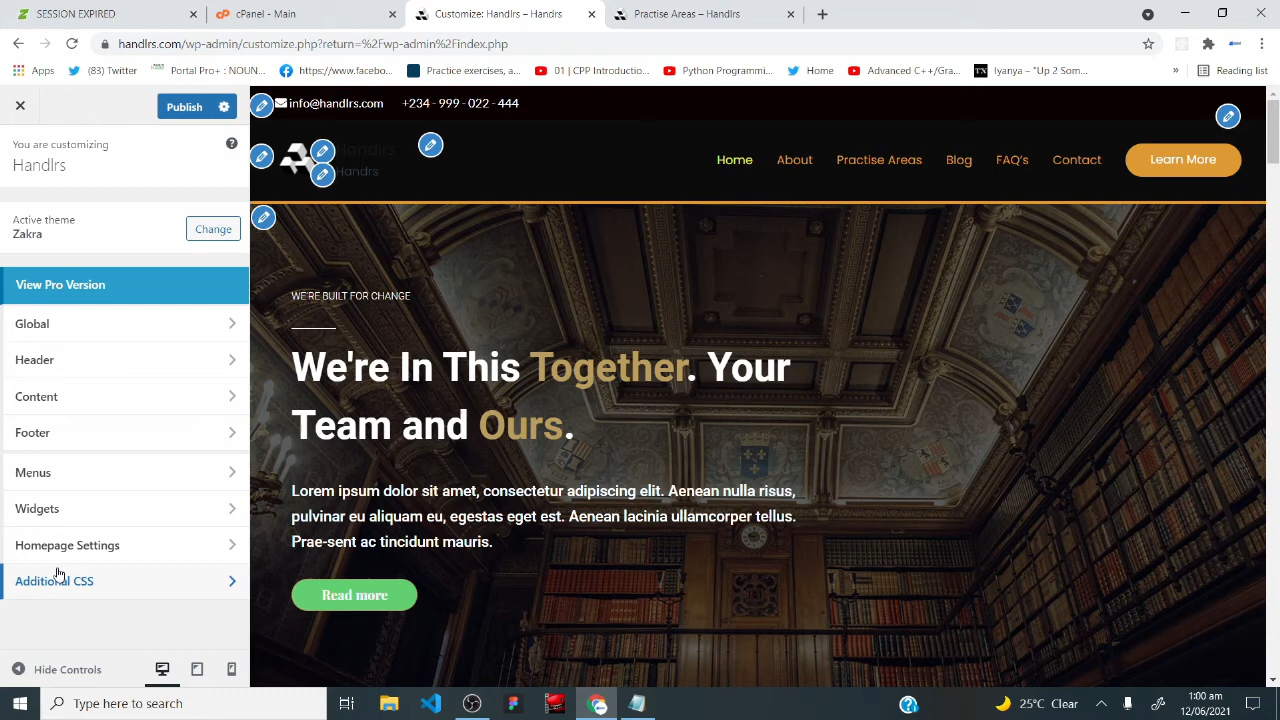 SESSION EXPIRED
cPanel - Main
Customize: Handlrs
Practise Areas – Handlrs
handlrs.com/wp-admin/customize.php?return=%2Fwp-admin%2Findex.php
Apps
(83) Twitter
Portal Pro+ : NOUN...
https://www.facebo...
Practice exercises, a...
01 | CPP Introductio...
Python Programmi...
Home
Advanced C++/Gra...
TX
Iyanya – "Up 2 Som...
»
Reading list
Publish
You are customizing
Handlrs
Active theme
Zakra
Change
View Pro Version
Global
Header
Content
Footer
Menus
Widgets
Homepage Settings
Additional CSS
Hide Controls
info@handlrs.com
+234 - 999 - 022 - 444
Handlrs
Handrs
Home
About
Practise Areas
Blog
FAQ's
Contact
Learn More
WE'RE BUILT FOR CHANGE
We're In This Together. Your
Team and Ours.
Lorem ipsum dolor sit amet, consectetur adipiscing elit. Aenean nulla risus,
pulvinar eu aliquam eu, egestas eget est. Aenean lacinia ullamcorper tellus.
Prae-sent ac tincidunt mauris.
Read more
Type here to search
25°C Clear
1:00 am
12/06/2021